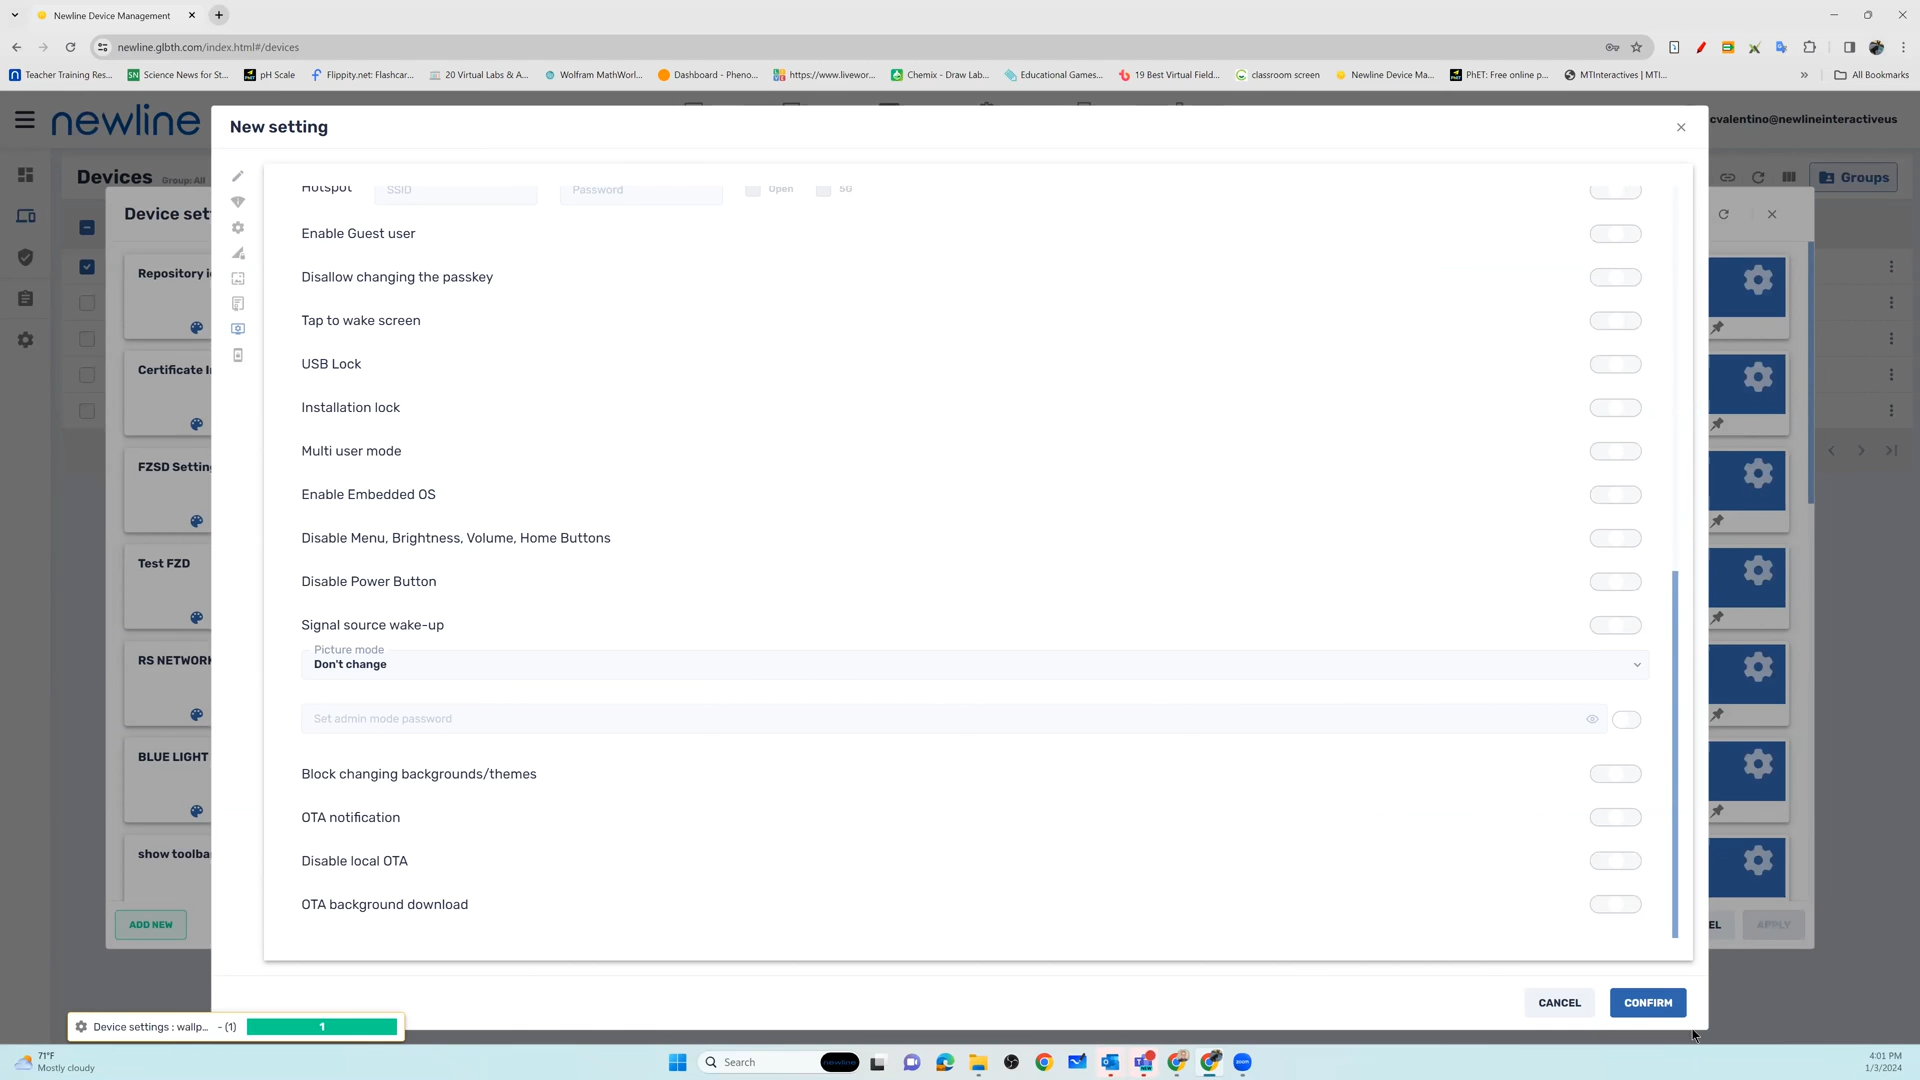 Newline Device Management
newline.glbth.com/index.html#/devices
Teacher Training Res...
Science News for St...
pH Scale
Flippity.net: Flashcar...
20 Virtual Labs & A...
Wolfram MathWorl...
Dashboard - Pheno...
https://www.livewor...
Chemix - Draw Lab...
Educational Games...
19 Best Virtual Field...
classroom screen
Newline Device Ma...
PhET: Free online p...
MTInteractives | MTI...
All Bookmarks
newline
New setting
cvalentino@newlineinteractiveus
Devices Group: All
Groups
Device set
Repository i
Certificate I
FZSD Settin
Test FZD
RS NETWORK
BLUE LIGHT
show toolba
ADD NEW
Hotspot SSID Password Open 5G
Enable Guest user
Disallow changing the passkey
Tap to wake screen
USB Lock
Installation lock
Multi user mode
Enable Embedded OS
Disable Menu, Brightness, Volume, Home Buttons
Disable Power Button
Signal source wake-up
Picture mode
Don't change
Set admin mode password
Block changing backgrounds/themes
OTA notification
Disable local OTA
OTA background download
EL
APPLY
CANCEL
CONFIRM
Device settings : wallp... - (1) 1
71°F
Mostly cloudy
Search
newline
zoom
4:01 PM
1/3/2024